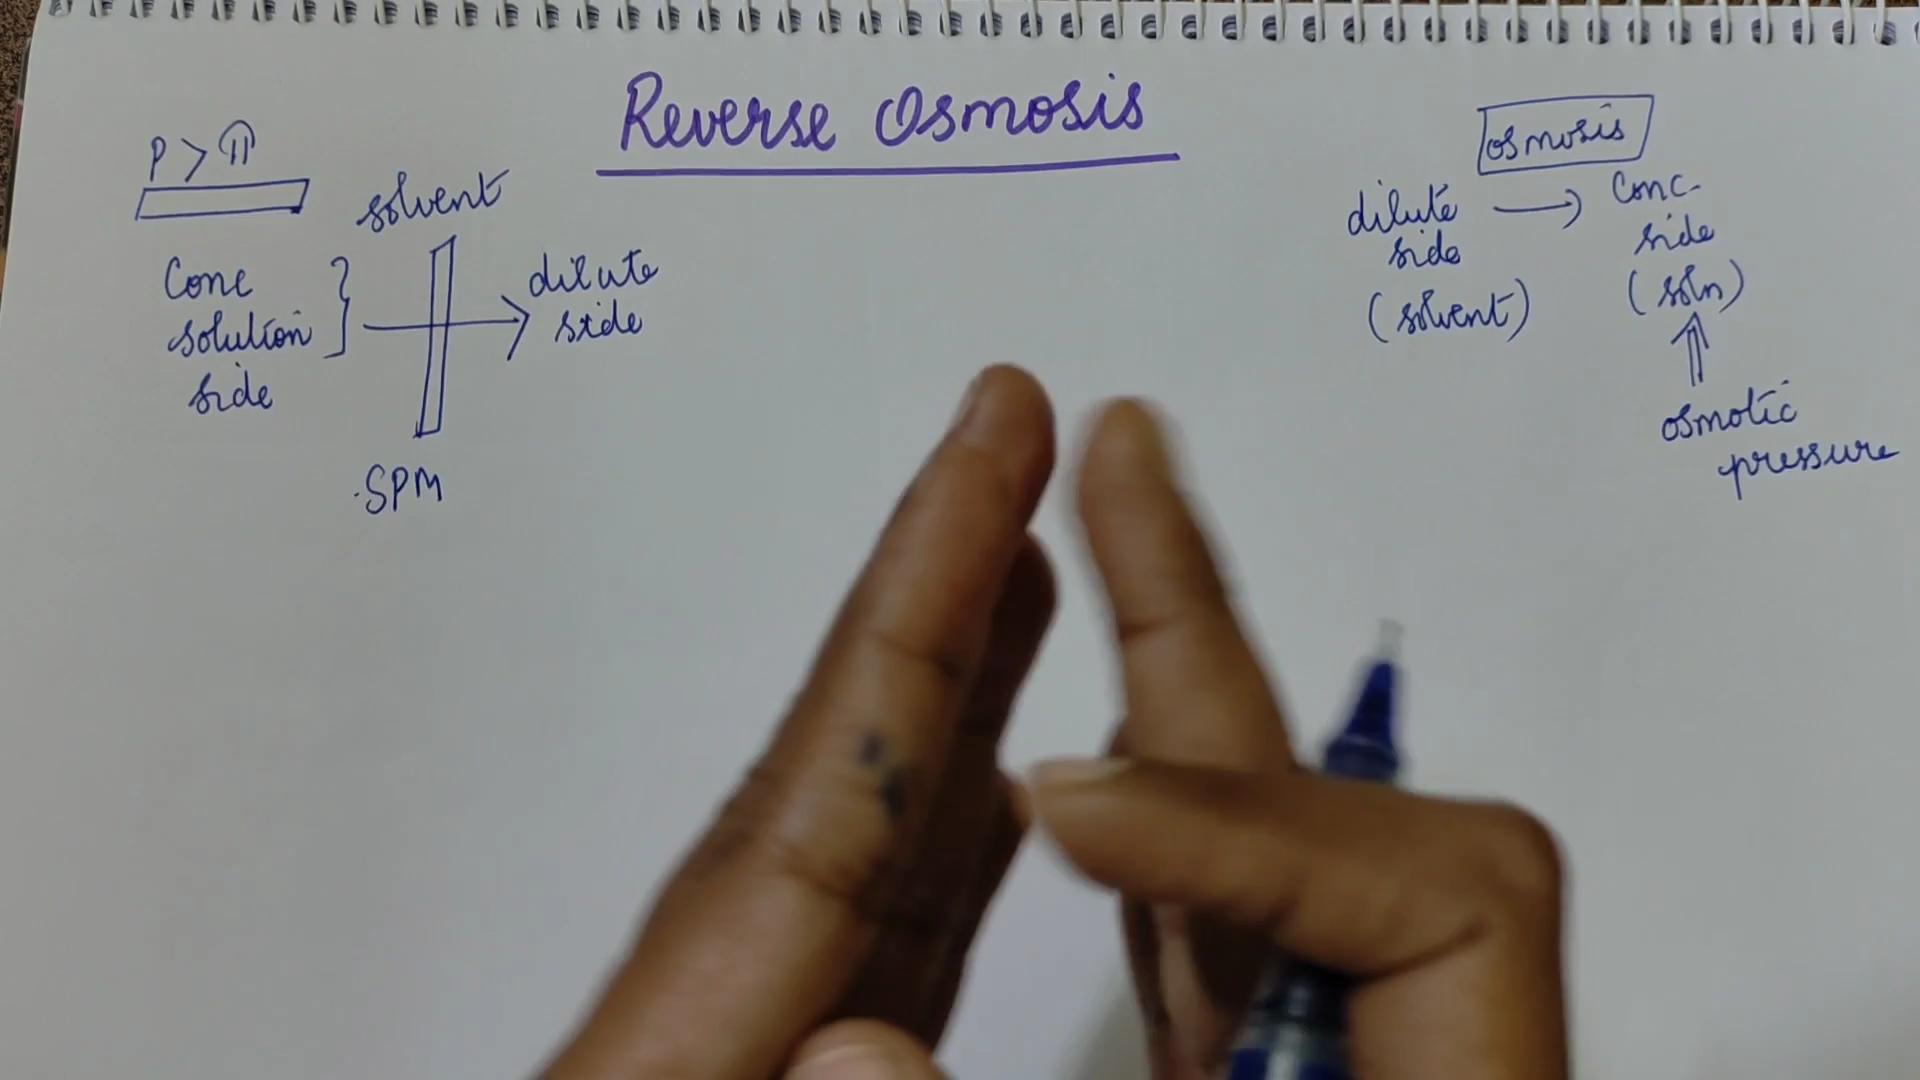 Reverse Osmosis
P > π
solvent
Conc
solution
side
dilute
side
SPM
osmosis
dilute
side
(solvent)
Conc.
side
(soln)
osmotic
pressure